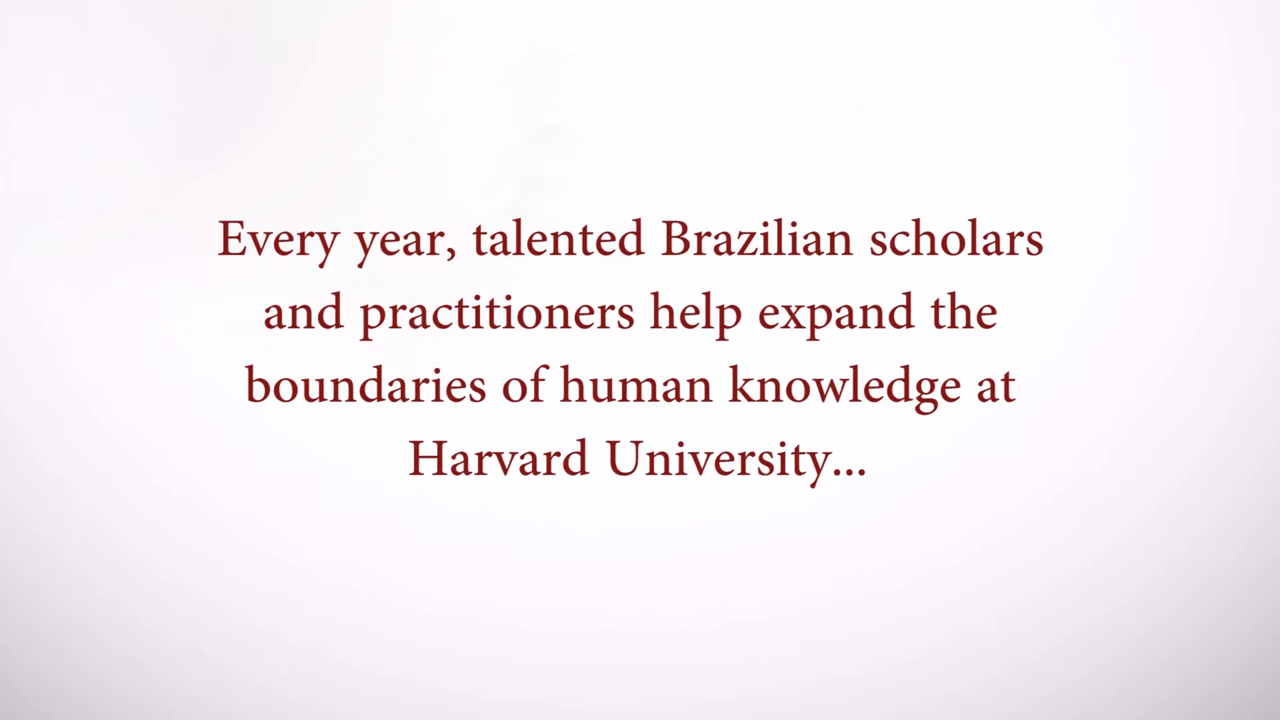 Every year, talented Brazilian scholars
and practitioners help expand the
boundaries of human knowledge at
Harvard University...